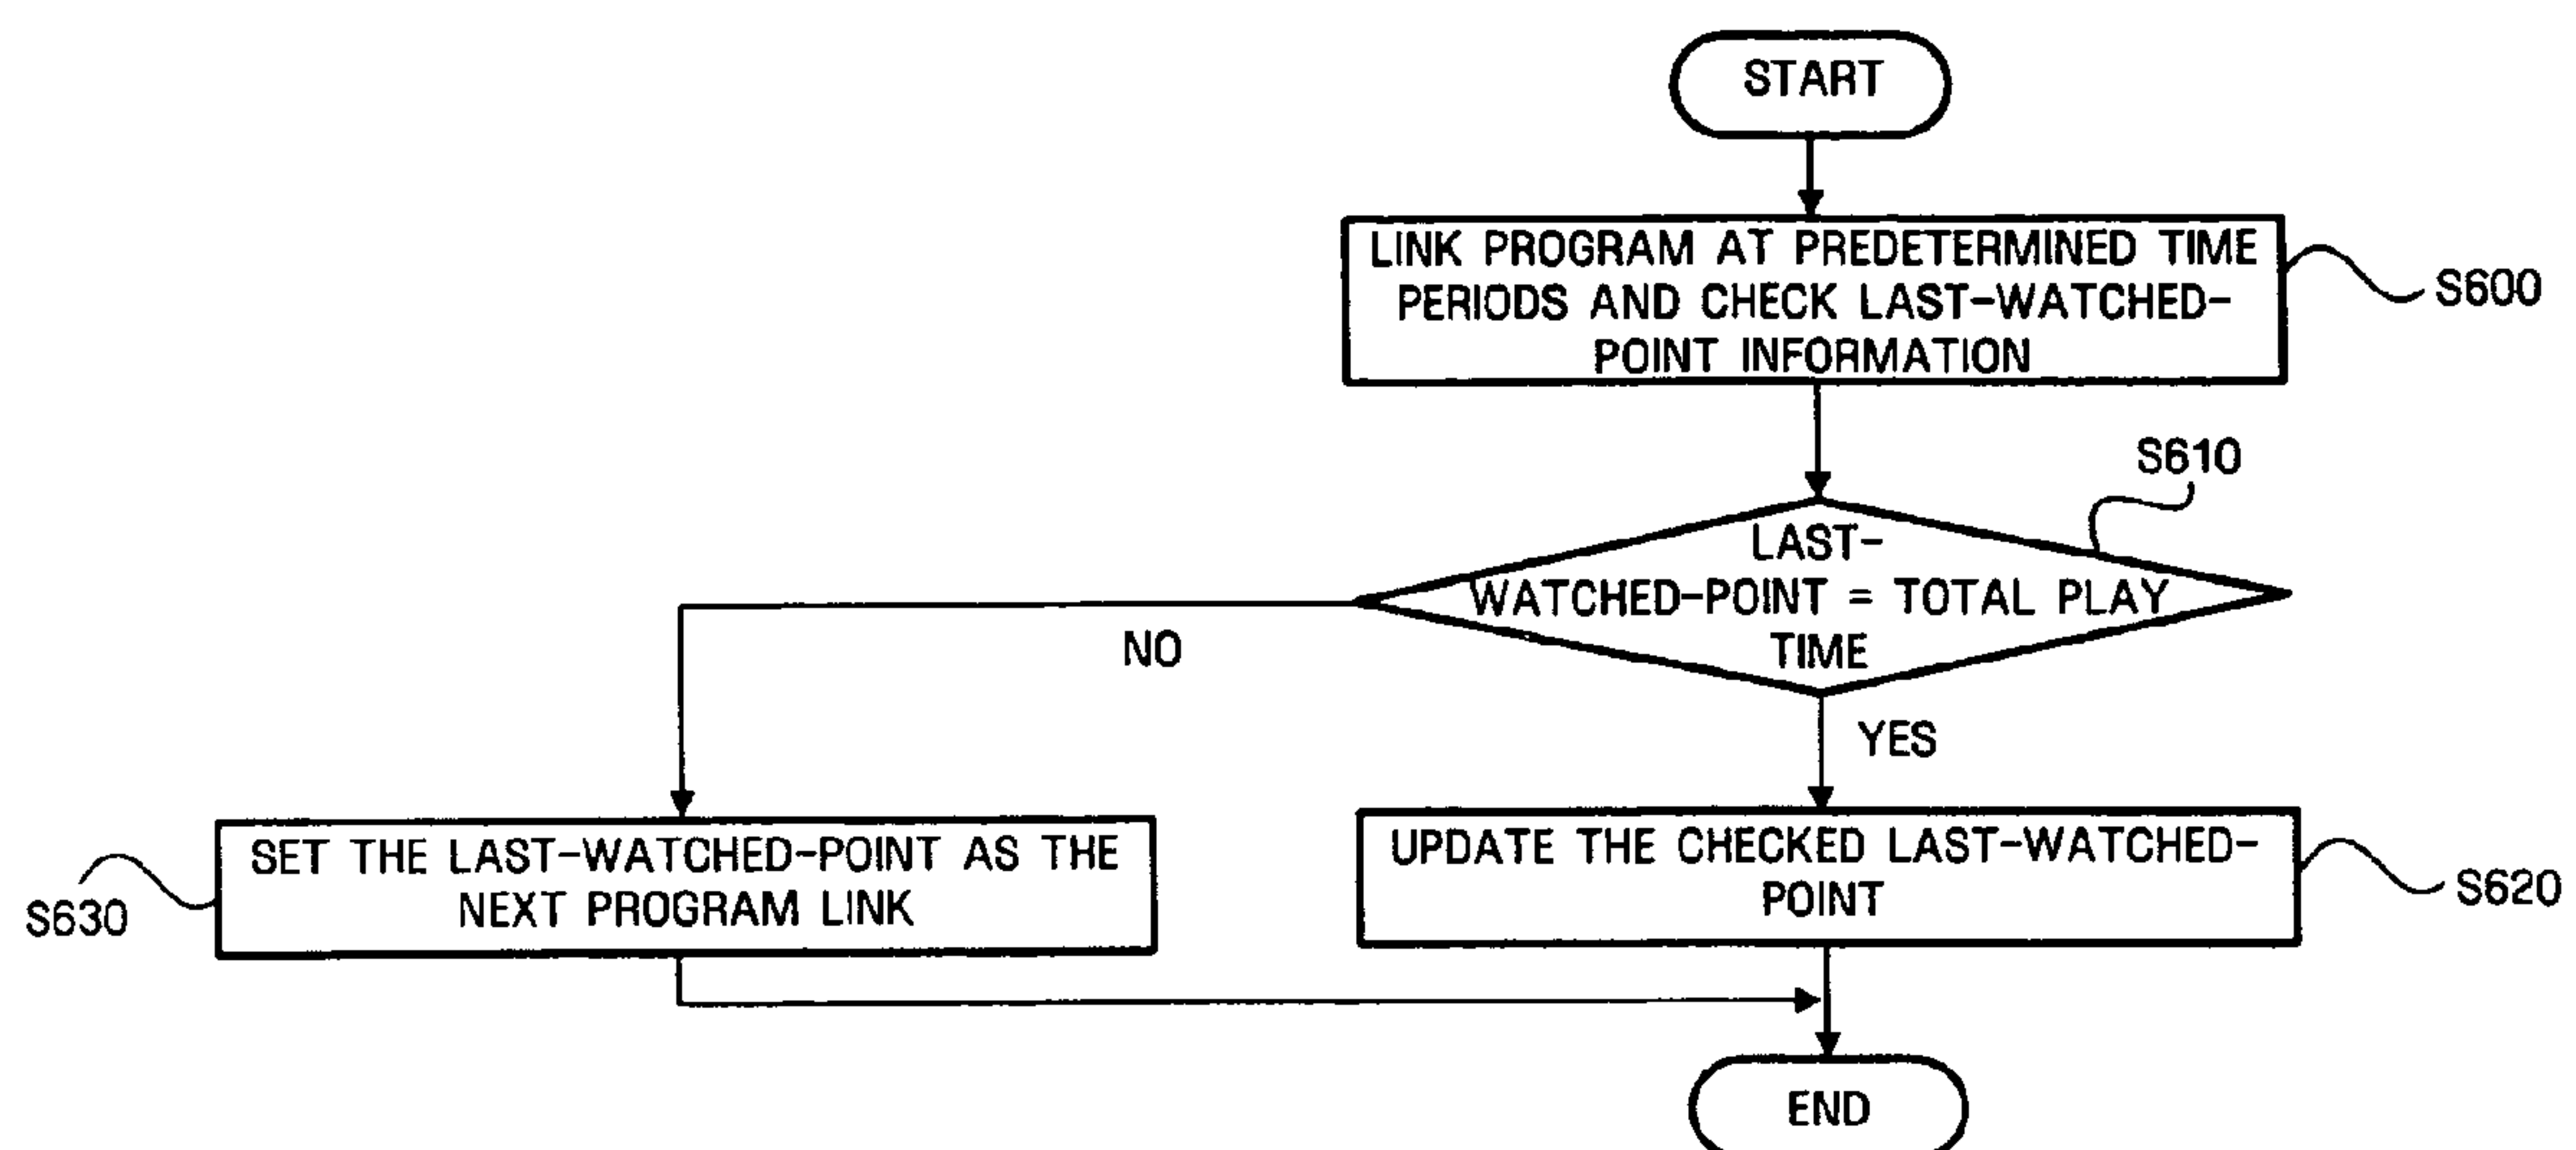 START
LINK PROGRAM AT PREDETERMINED TIME
PERIODS AND CHECK LAST-WATCHED-
POINT INFORMATION
S600
S610
LAST-
WATCHED-POINT = TOTAL PLAY
TIME
NO
YES
SET THE LAST-WATCHED-POINT AS THE
NEXT PROGRAM LINK
S630
UPDATE THE CHECKED LAST-WATCHED-
POINT
S620
END